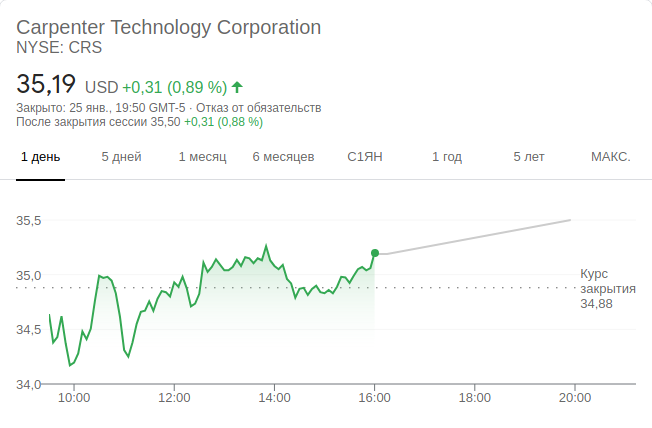 Carpenter Technology Corporation
NYSE: CRS
35,19 USD +0,31 (0,89 %)
Закрыто: 25 янв., 19:50 GMT-5 · Отказ от обязательств
После закрытия сессии 35,50 +0,31 (0,88 %)
1 день 5 дней 1 месяц 6 месяцев С1ЯН 1 год 5 лет МАКС.
35,5
35,0
34,5
34,0
Курс
закрытия
34,88
10:00 12:00 14:00 16:00 18:00 20:00